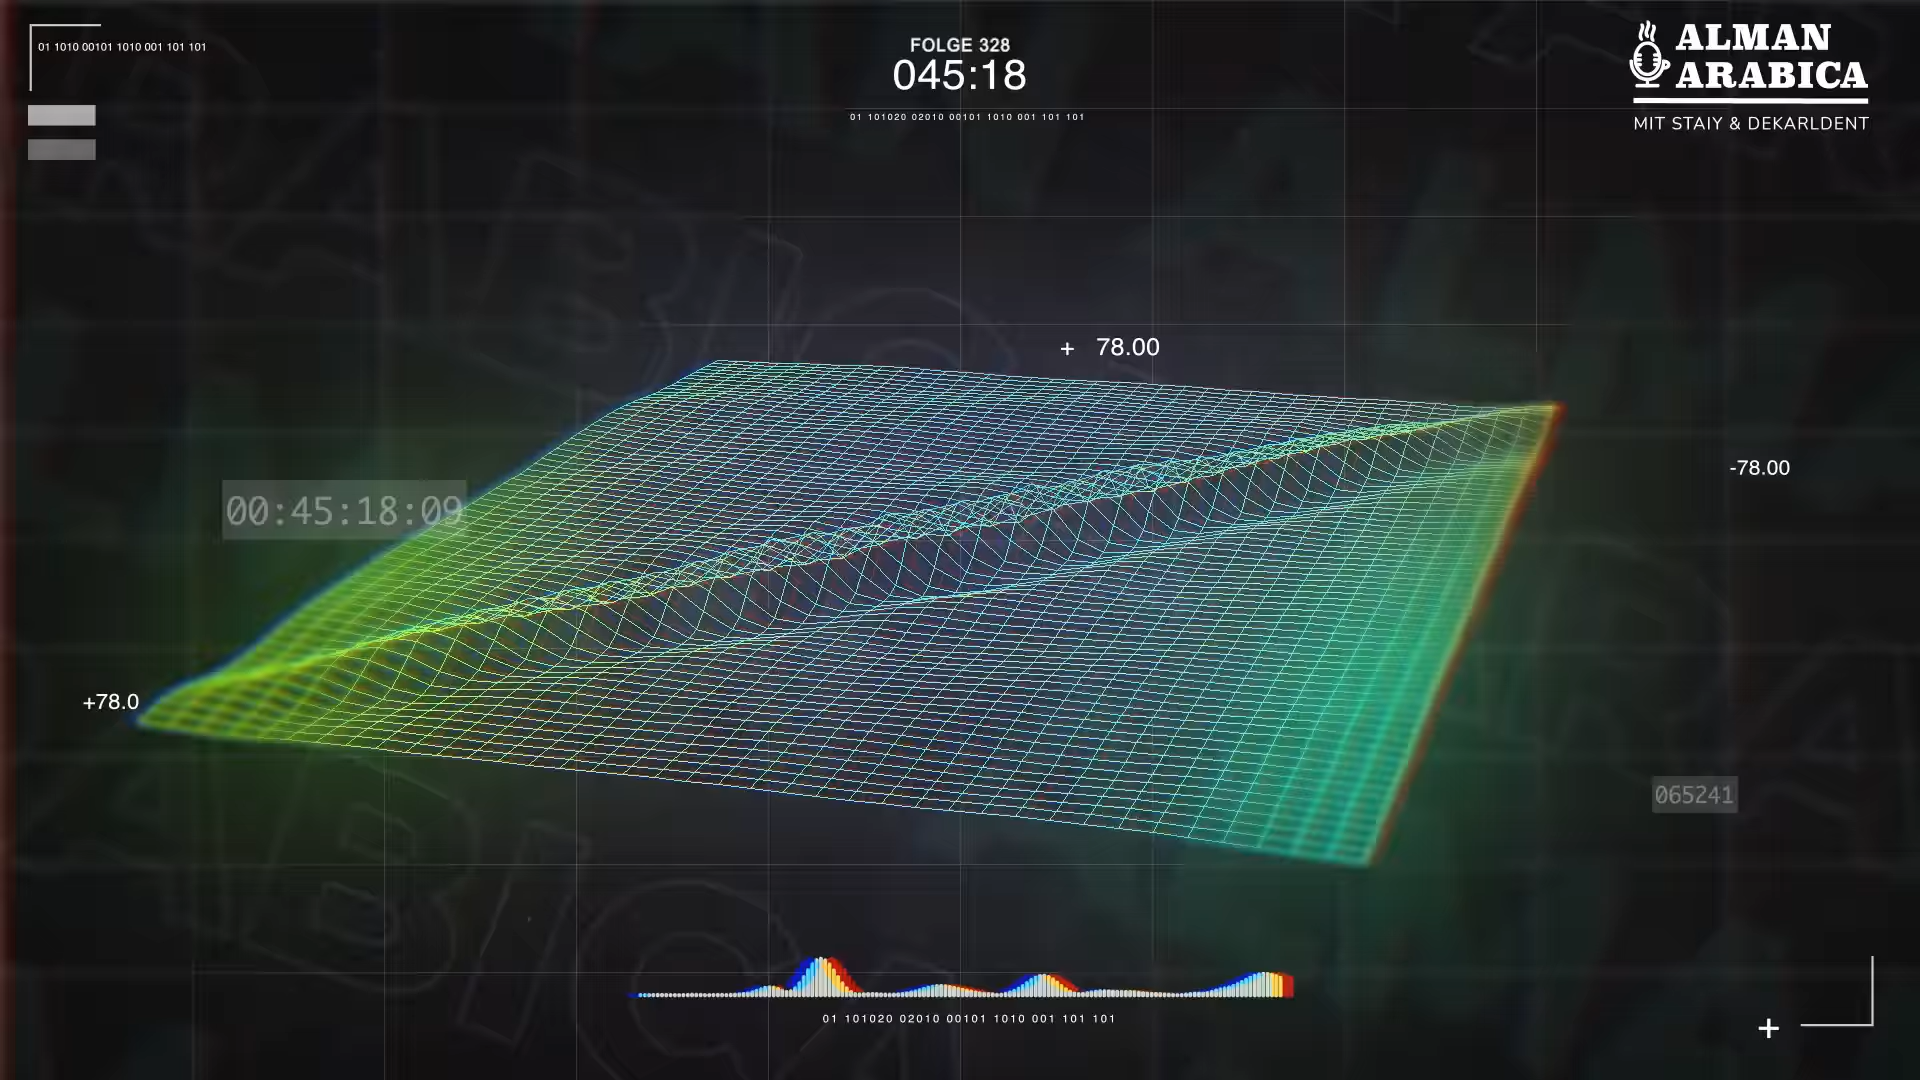 01 1010 00101 1010 001 101 101
FOLGE 328
045:18
01 101020 02010 00101 1010 001 101 101
ALMAN
ARABICA
MIT STAIY & DEKARLDENT
+ 78.00
-78.00
00:45:18:09
+78.0
065241
01 101020 02010 00101 1010 001 101 101
+